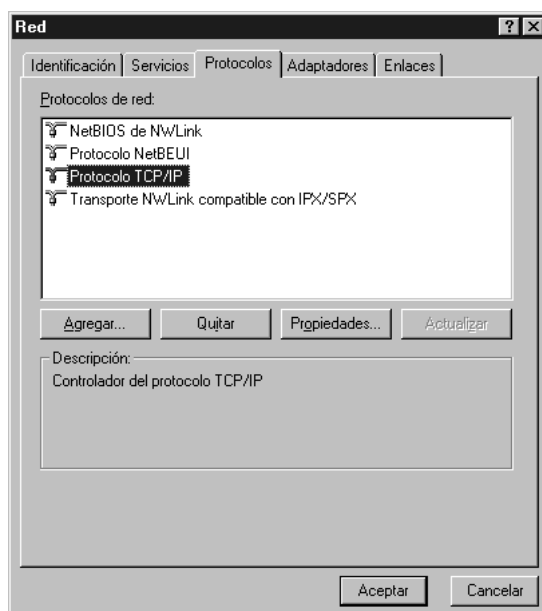 Red
Identificación Servicios Protocolos Adaptadores Enlaces
Protocolos de red:
NetBIOS de NWLink
Protocolo NetBEUI
Protocolo TCP/IP
Transporte NWLink compatible con IPX/SPX
Agregar... Quitar Propiedades... Actualizar
Descripción:
Controlador del protocolo TCP/IP
Aceptar Cancelar